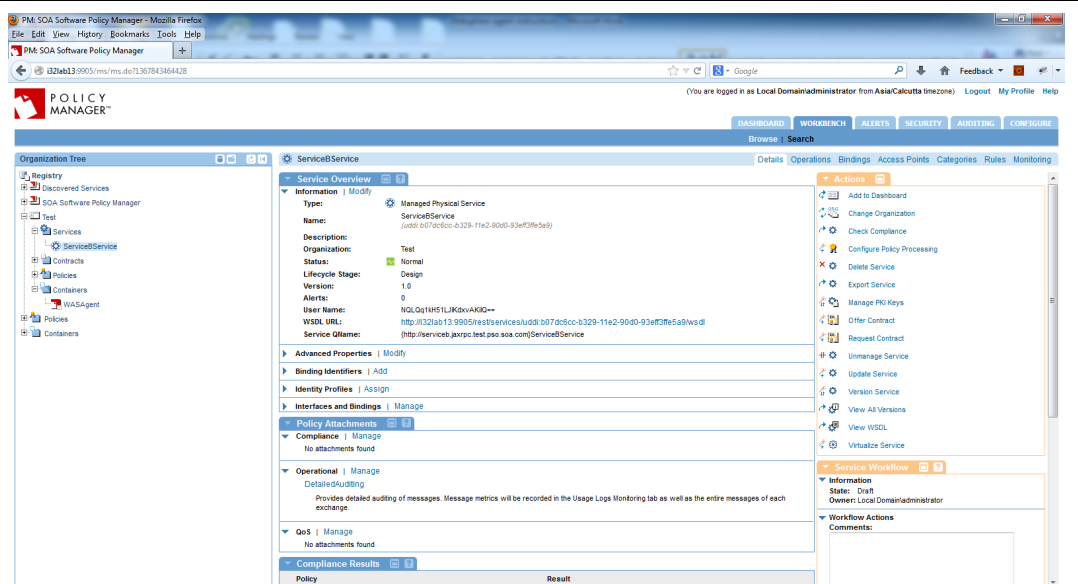 PM: SOA Software Policy Manager - Mozilla Firefox
File Edit View History Bookmarks Tools Help
PM: SOA Software Policy Manager +
i32lab13:9905/ms/ms.do?1367843464428
Google
Feedback
POLICY
MANAGER™
(You are logged in as Local Domain\administrator from Asia/Calcutta timezone) Logout My Profile Help
DASHBOARD WORKBENCH ALERTS SECURITY AUDITING CONFIGURE
Browse | Search
Organization Tree
Registry
Discovered Services
SOA Software Policy Manager
Test
Services
ServiceBService
Contracts
Policies
Containers
WASAgent
Policies
Containers
ServiceBService
Details Operations Bindings Access Points Categories Rules Monitoring
Service Overview
Information | Modify
Type: Managed Physical Service
Name: ServiceBService
(uddi:b07dc6cc-b329-11e2-90d0-93eff3ffe5a9)
Description:
Organization: Test
Status: Normal
Lifecycle Stage: Design
Version: 1.0
Alerts: 0
User Name: NQLQq1kH51LJKdxvAKIQ==
WSDL URL: http://i32lab13:9905/rest/services/uddi:b07dc6cc-b329-11e2-90d0-93eff3ffe5a9/wsdl
Service QName: {http://serviceb.jaxrpc.test.pso.soa.com}ServiceBService
Advanced Properties | Modify
Binding Identifiers | Add
Identity Profiles | Assign
Interfaces and Bindings | Manage
Policy Attachments
Compliance | Manage
No attachments found
Operational | Manage
DetailedAuditing
Provides detailed auditing of messages. Message metrics will be recorded in the Usage Logs Monitoring tab as well as the entire messages of each
exchange.
QoS | Manage
No attachments found
Compliance Results
Policy Result
Actions
Add to Dashboard
Change Organization
Check Compliance
Configure Policy Processing
Delete Service
Export Service
Manage PKI Keys
Offer Contract
Request Contract
Unmanage Service
Update Service
Version Service
View All Versions
View WSDL
Virtualize Service
Service Workflow
Information
State: Draft
Owner: Local Domain\administrator
Workflow Actions
Comments: